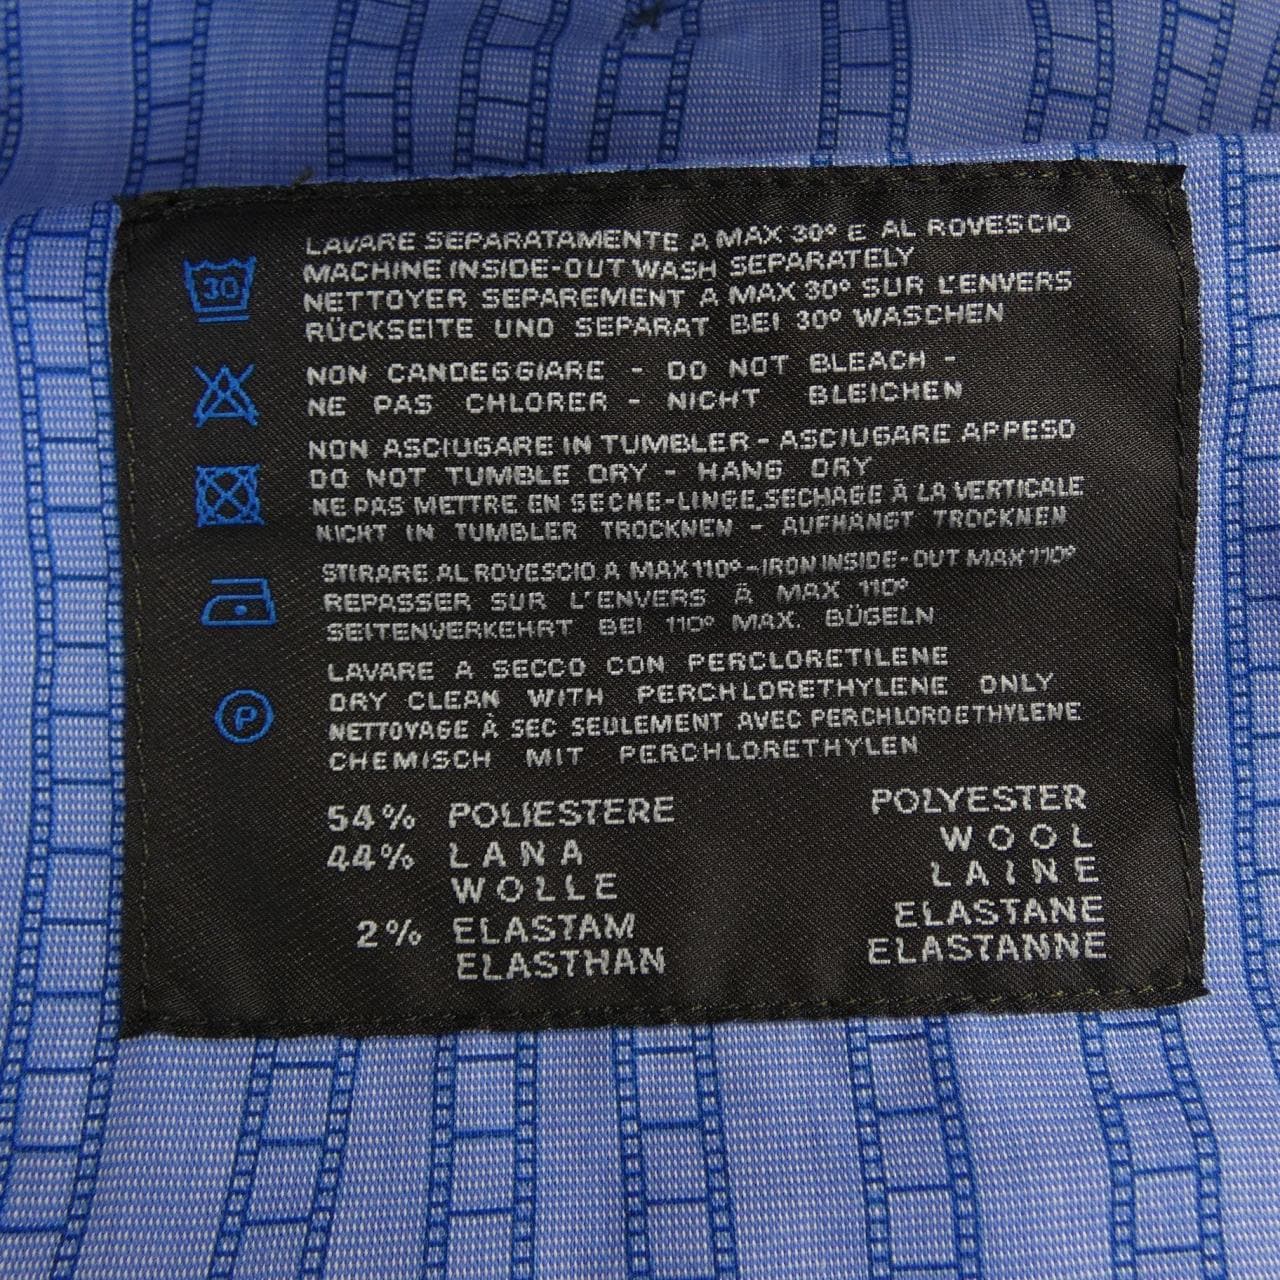 30
LAVARE SEPARATAMENTE A MAX 30° E AL ROVESCIO
MACHINE INSIDE-OUT WASH SEPARATELY
NETTOYER SEPAREMENT A MAX 30° SUR L'ENVERS
RÜCKSEITE UND SEPARAT BEI 30° WASCHEN
NON CANDEGGIARE - DO NOT BLEACH -
NE PAS CHLORER - NICHT BLEICHEN
NON ASCIUGARE IN TUMBLER - ASCIUGARE APPESO
DO NOT TUMBLE DRY - HANG DRY
NE PAS METTRE EN SECHE-LINGE, SECHAGE À LA VERTICALE
NICHT IN TUMBLER TROCKNEN - AUFHANGT TROCKNEN
STIRARE AL ROVESCIO A MAX 110° - IRON INSIDE-OUT MAX 110°
REPASSER SUR L'ENVERS À MAX 110°
SEITENVERKEHRT BEI 110° MAX. BÜGELN
LAVARE A SECCO CON PERCLORETILENE
P
DRY CLEAN WITH PERCHLORETHYLENE ONLY
NETTOYAGE À SEC SEULEMENT AVEC PERCHLOROETHYLENE
CHEMISCH MIT PERCHLORETHYLEN
54% POLIESTERE POLYESTER
44% LANA WOOL
WOLLE LAINE
2% ELASTAM ELASTANE
ELASTHAN ELASTANNE